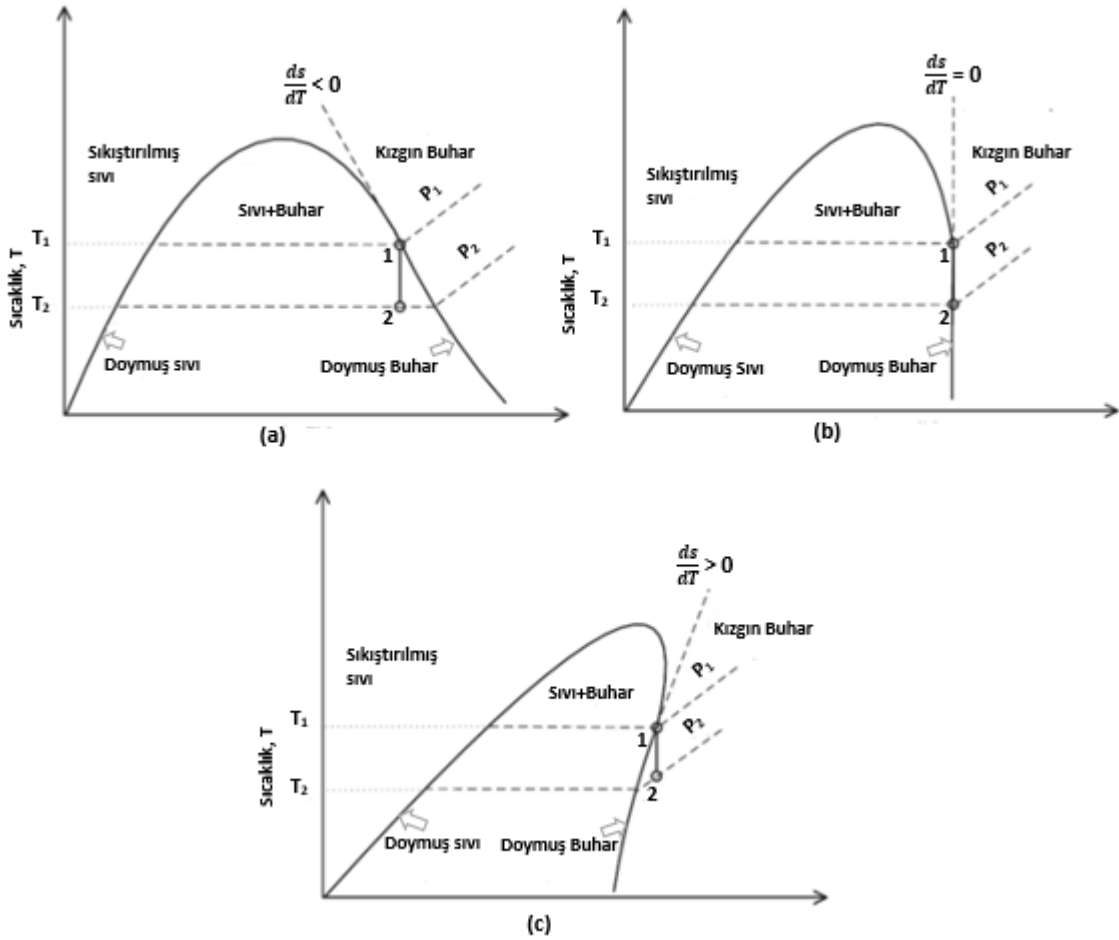 ds/dT < 0
Sıkıştırılmış
sıvı
Kızgın Buhar
Sıvı+Buhar
P₁
P₂
T₁
1
T₂
2
Sıcaklık, T
Doymuş sıvı
Doymuş Buhar
(a)
ds/dT = 0
Sıkıştırılmış
sıvı
Kızgın Buhar
Sıvı+Buhar
P₁
P₂
T₁
1
T₂
2
Doymuş Sıvı
Doymuş Buhar
(b)
ds/dT > 0
Kızgın Buhar
Sıkıştırılmış
sıvı
Sıvı+Buhar
P₁
P₂
T₁
1
T₂
2
Sıcaklık, T
Doymuş sıvı
Doymuş Buhar
(c)